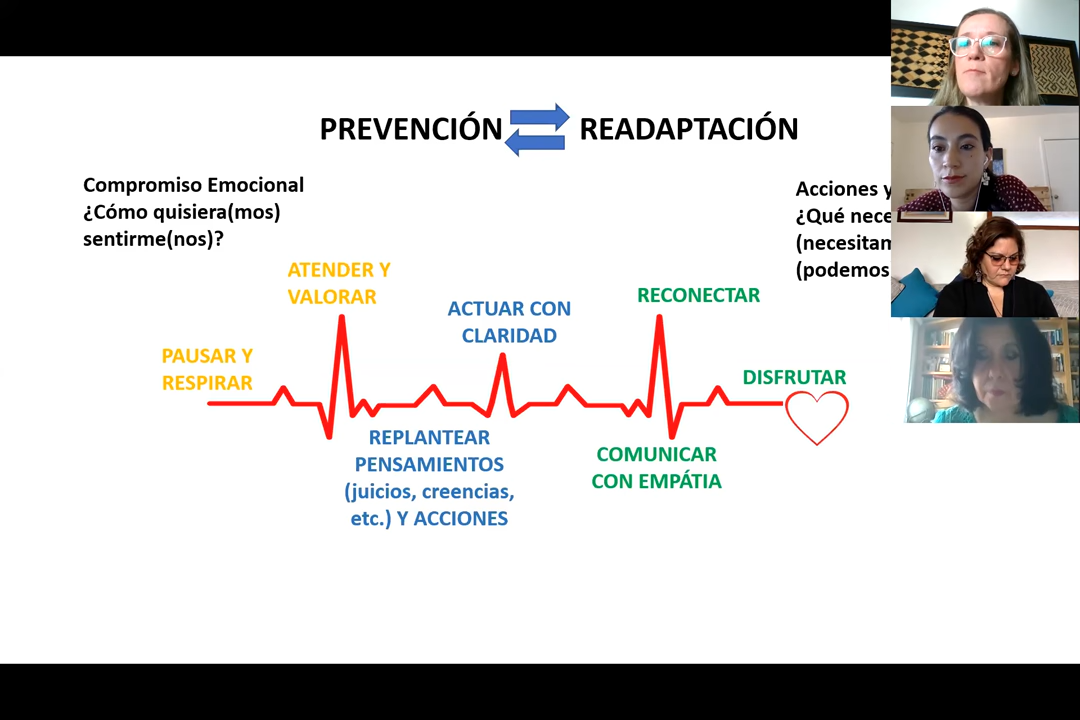 PREVENCIÓN READAPTACIÓN
Compromiso Emocional
¿Cómo quisiera(mos)
sentirme(nos)?
Acciones y
¿Qué nece
(necesitam
(podemos
ATENDER Y
VALORAR
ACTUAR CON
CLARIDAD
RECONECTAR
PAUSAR Y
RESPIRAR
DISFRUTAR
REPLANTEAR
PENSAMIENTOS
(juicios, creencias,
etc.) Y ACCIONES
COMUNICAR
CON EMPÁTIA